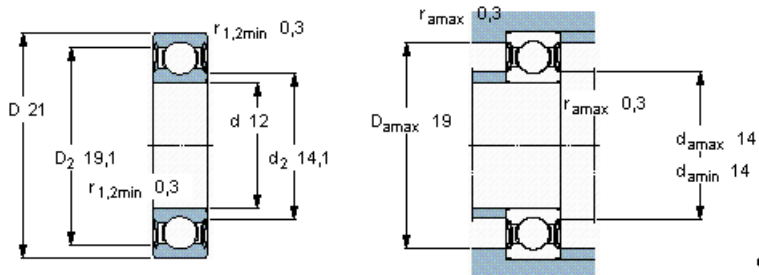 r1,2min 0,3
D 21
D2 19,1
d 12
d2 14,1
r1,2min 0,3
ramax 0,3
Damax 19
ramax 0,3
damax 14
damin 14